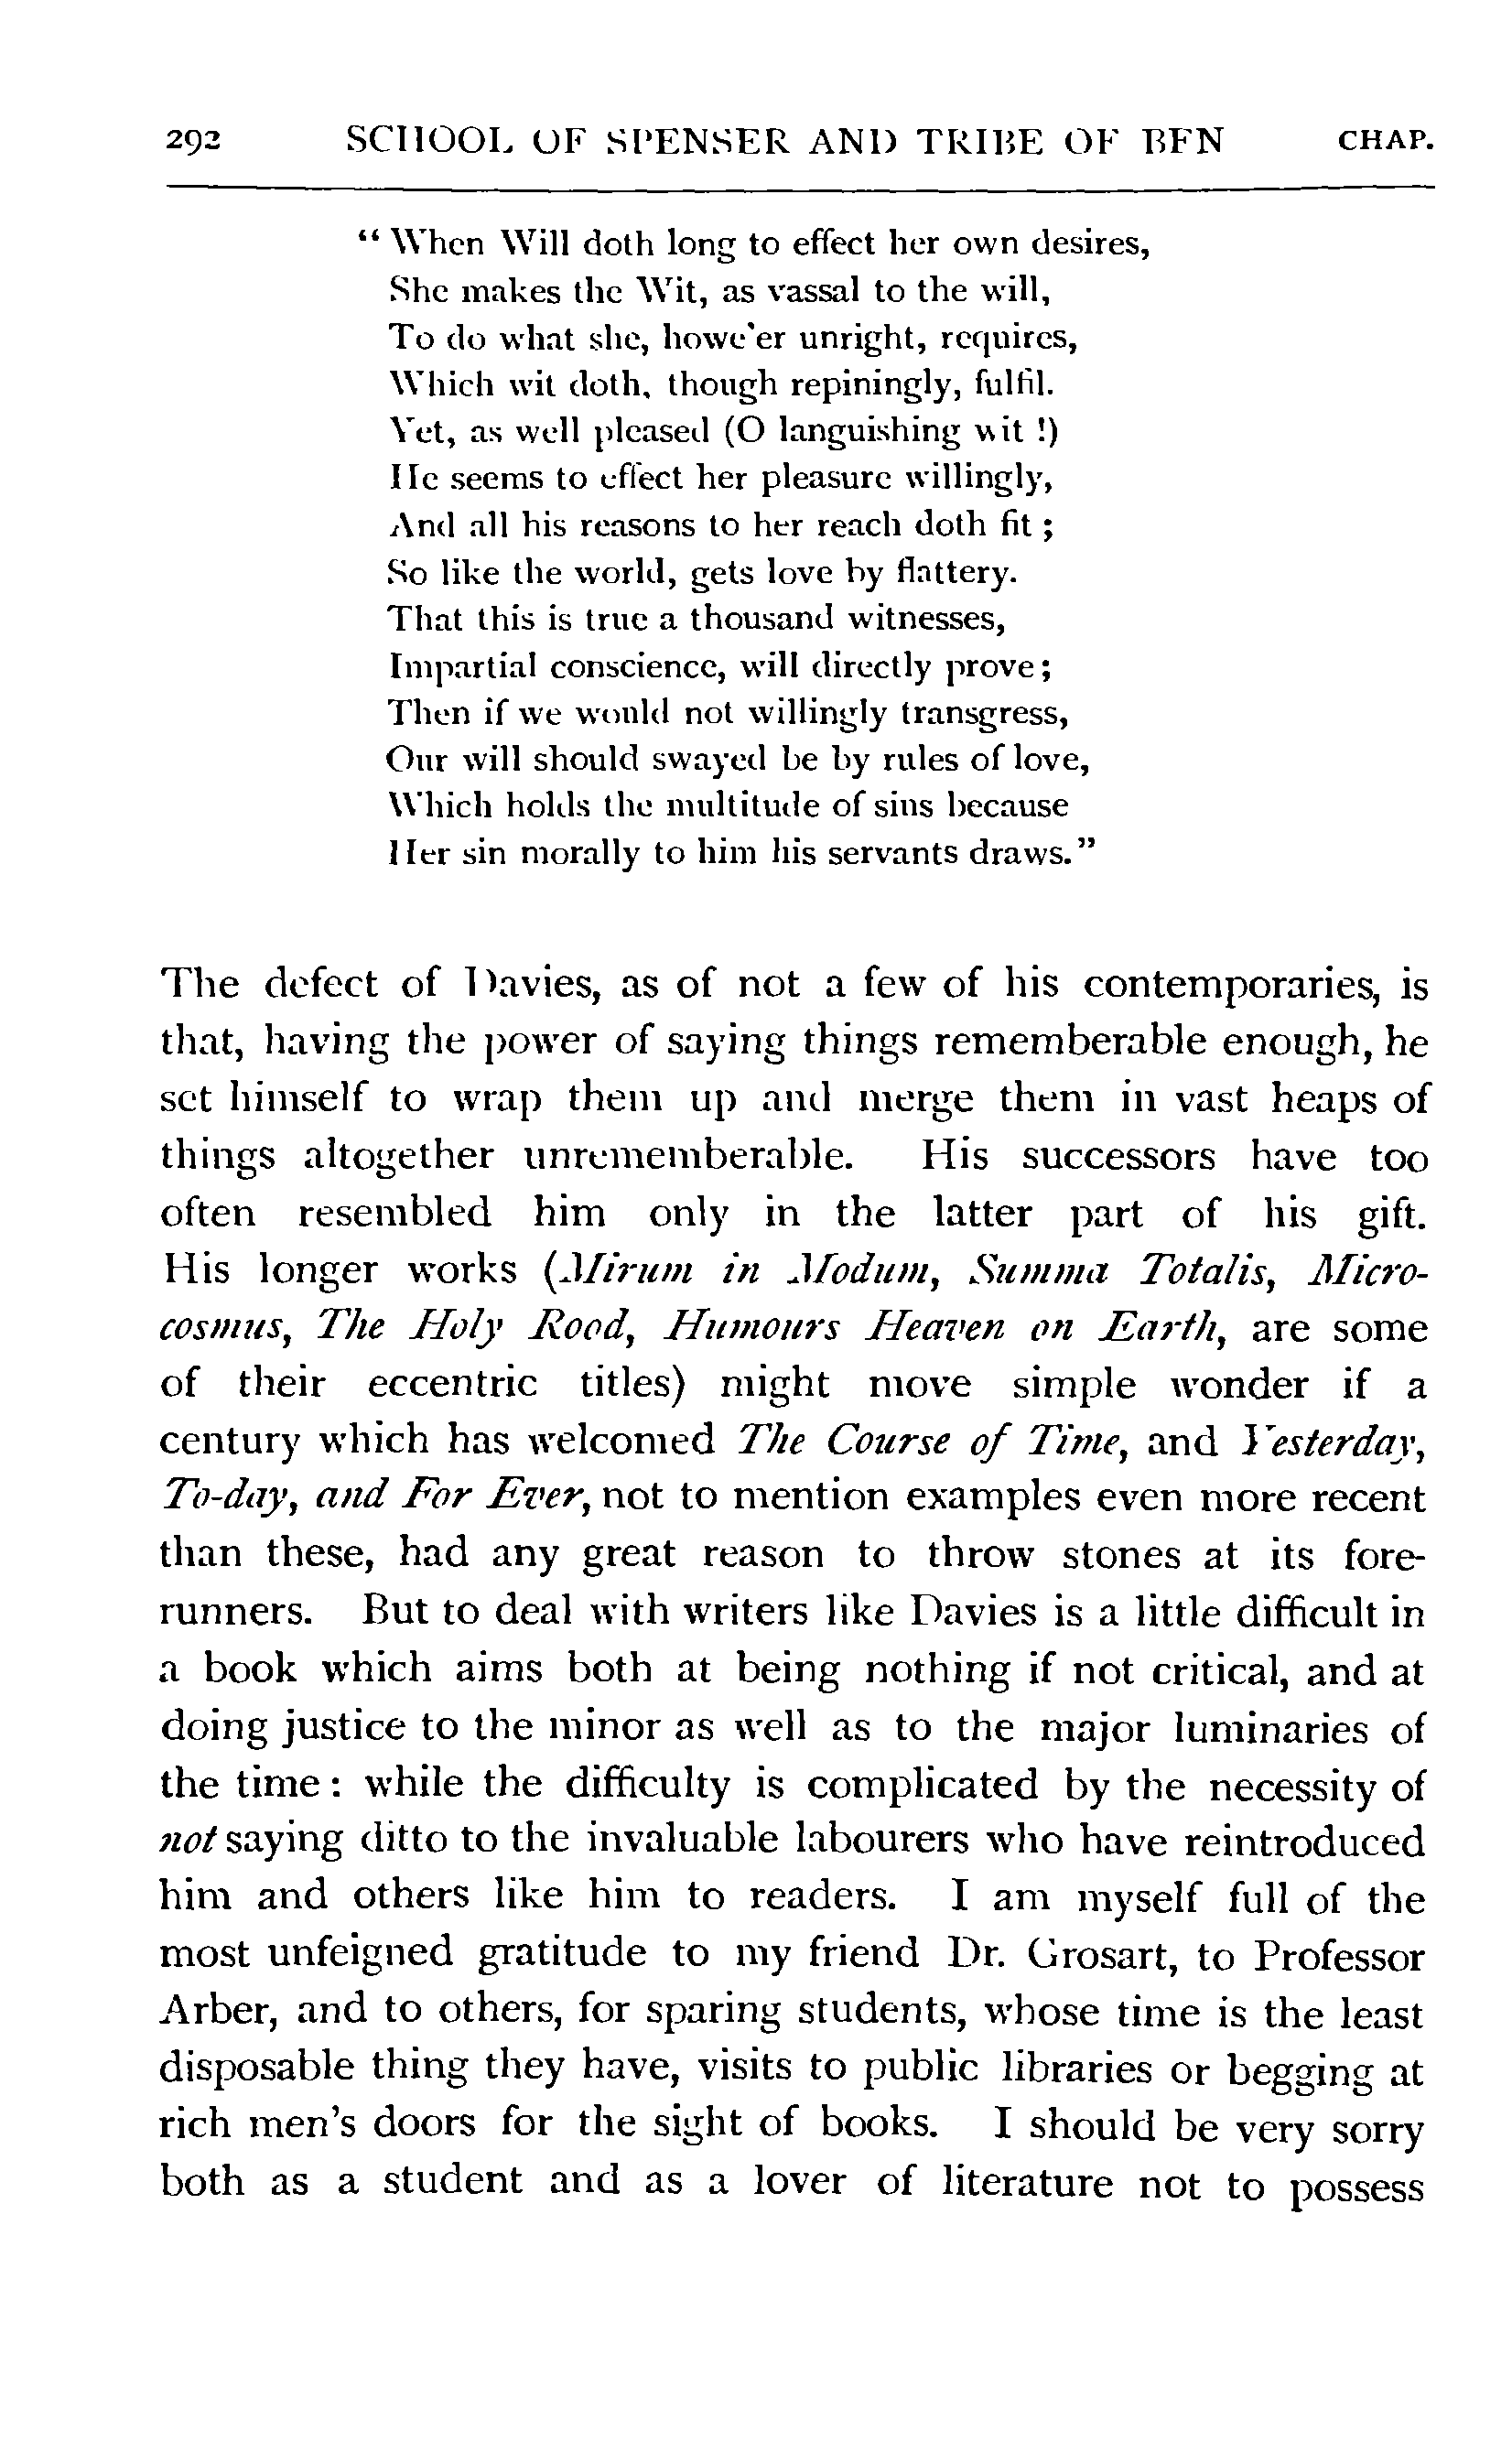 292 SCHOOL OF SPENSER AND TRIBE OF BEN CHAP.
“ When Will doth long to effect her own desires,
She makes the Wit, as vassal to the will,
To do what she, howe'er unright, requires,
Which wit doth, though repiningly, fulfil.
Yet, as well pleased (O languishing wit !)
He seems to effect her pleasure willingly,
And all his reasons to her reach doth fit ;
So like the world, gets love by flattery.
That this is true a thousand witnesses,
Impartial conscience, will directly prove;
Then if we would not willingly transgress,
Our will should swayed be by rules of love,
Which holds the multitude of sins because
Her sin morally to him his servants draws.”
The defect of Davies, as of not a few of his contemporaries, is
that, having the power of saying things rememberable enough, he
set himself to wrap them up and merge them in vast heaps of
things altogether unrememberable. His successors have too
often resembled him only in the latter part of his gift.
His longer works (Mirum in Modum, Summa Totalis, Micro-
cosmus, The Holy Rood, Humours Heaven on Earth, are some
of their eccentric titles) might move simple wonder if a
century which has welcomed The Course of Time, and Yesterday,
To-day, and For Ever, not to mention examples even more recent
than these, had any great reason to throw stones at its fore-
runners. But to deal with writers like Davies is a little difficult in
a book which aims both at being nothing if not critical, and at
doing justice to the minor as well as to the major luminaries of
the time : while the difficulty is complicated by the necessity of
not saying ditto to the invaluable labourers who have reintroduced
him and others like him to readers. I am myself full of the
most unfeigned gratitude to my friend Dr. Grosart, to Professor
Arber, and to others, for sparing students, whose time is the least
disposable thing they have, visits to public libraries or begging at
rich men's doors for the sight of books. I should be very sorry
both as a student and as a lover of literature not to possess